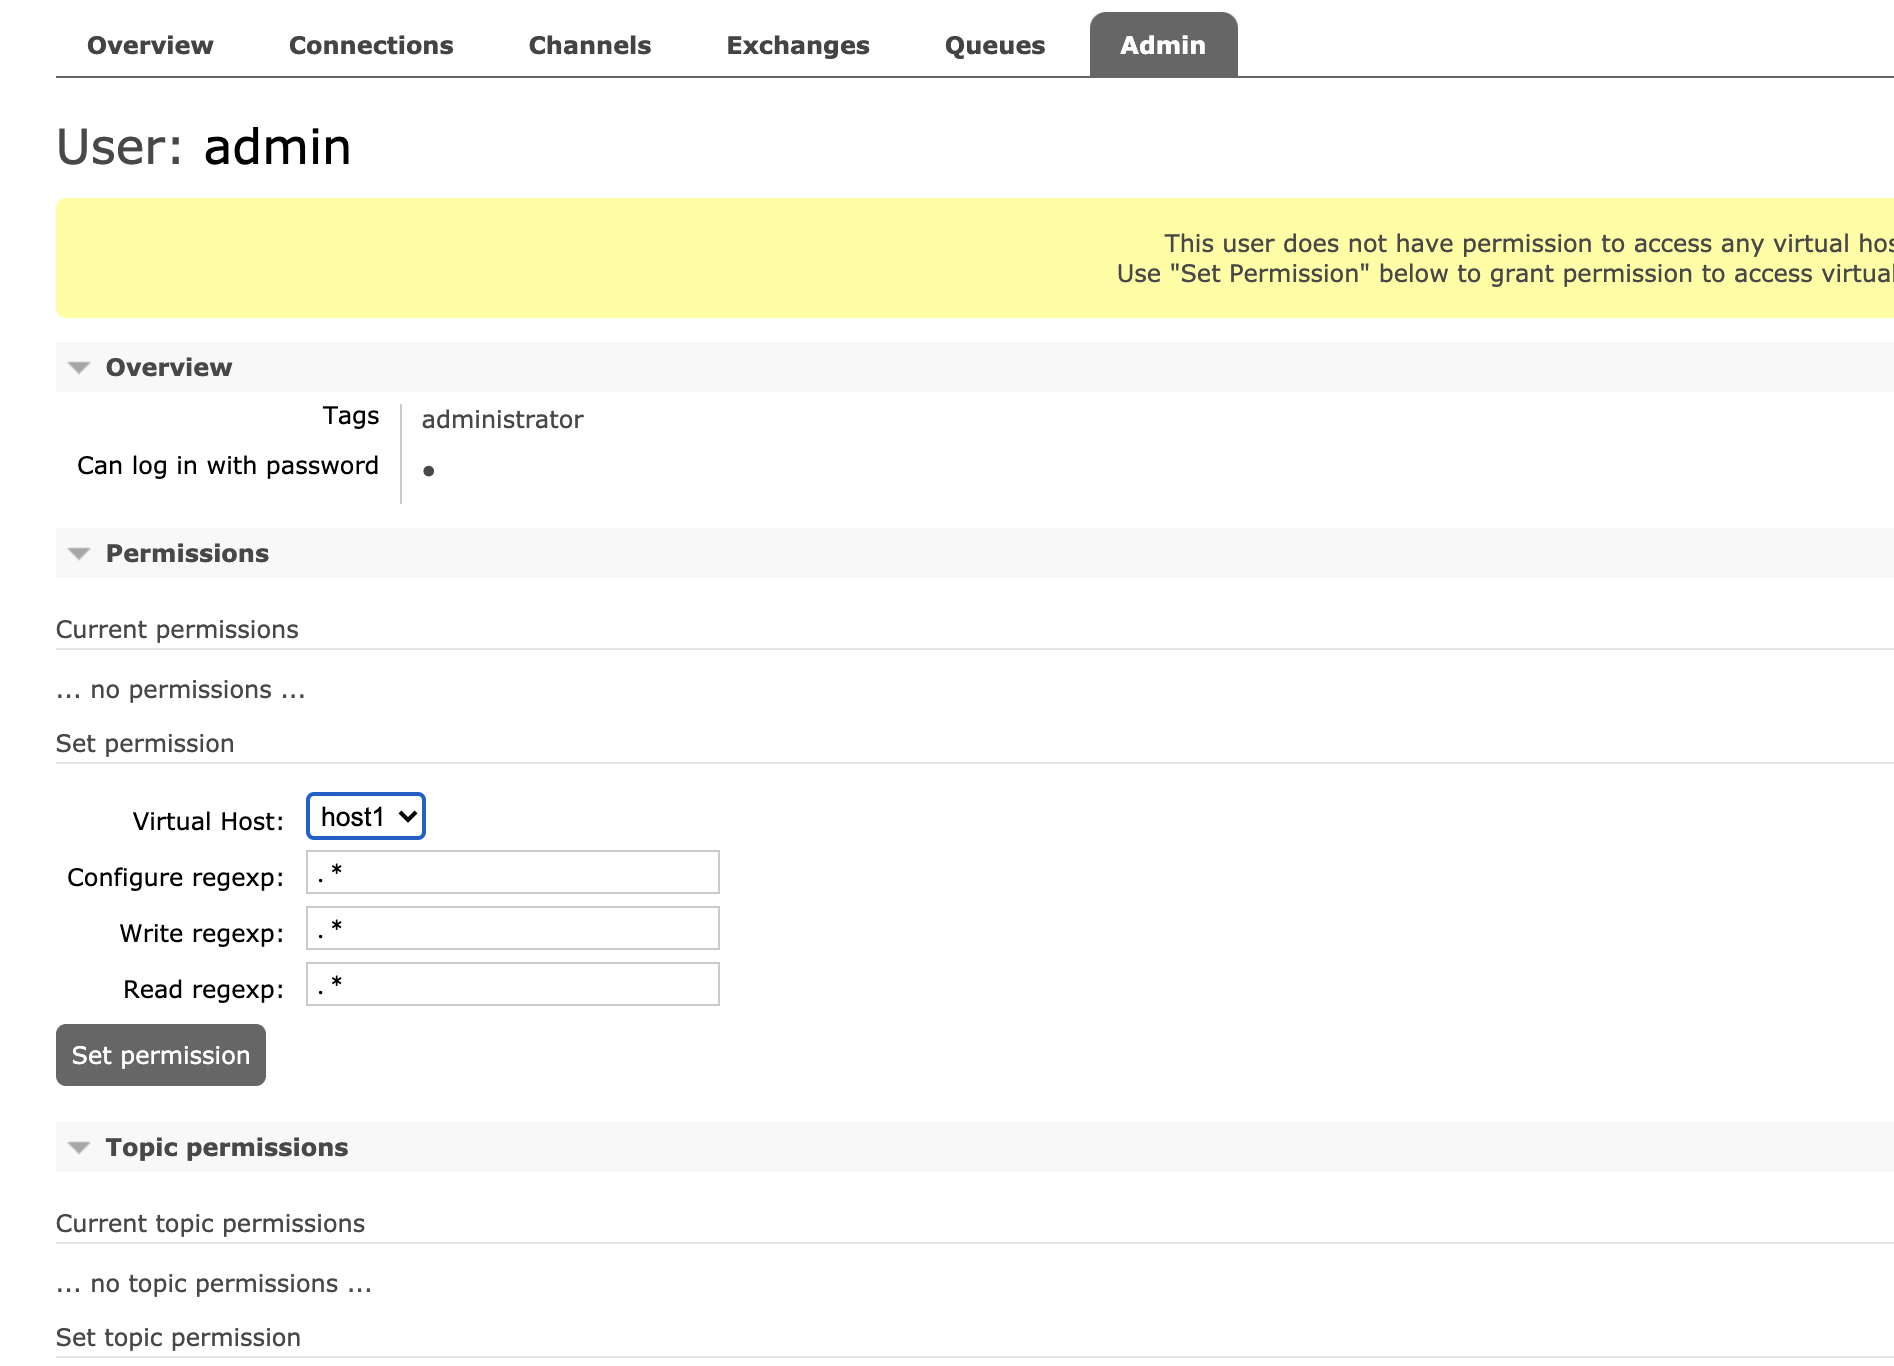 Overview Connections Channels Exchanges Queues Admin
User: admin
This user does not have permission to access any virtual
Use "Set Permission" below to grant permission to access virtual
Overview
Tags administrator
Can log in with password •
Permissions
Current permissions
... no permissions ...
Set permission
Virtual Host: host1
Configure regexp: .*
Write regexp: .*
Read regexp: .*
Set permission
Topic permissions
Current topic permissions
... no topic permissions ...
Set topic permission